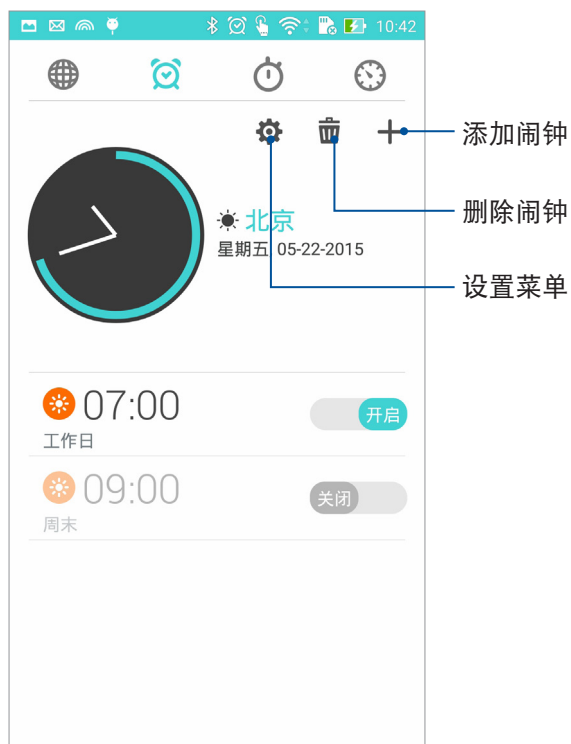 10:42
添加闹钟
删除闹钟
北京
星期五 05-22-2015
设置菜单
07:00
开启
工作日
09:00
关闭
周末